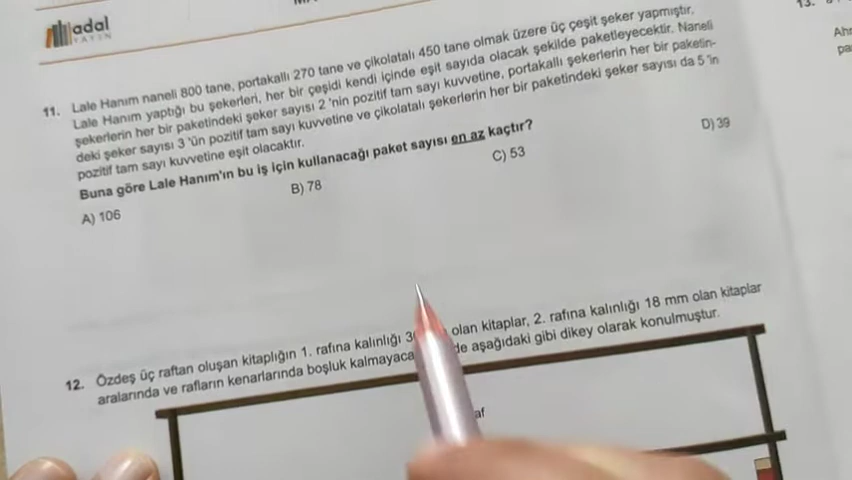 adal
YAYIN
13.
11. Lale Hanım naneli 800 tane, portakallı 270 tane ve çikolatalı 450 tane olmak üzere üç çeşit şeker yapmıştır.
Lale Hanım yaptığı bu şekerleri, her bir çeşidi kendi içinde eşit sayıda olacak şekilde paketleyecektir. Naneli
şekerlerin her bir paketindeki şeker sayısı 2 'nin pozitif tam sayı kuvvetine, portakallı şekerlerin her bir paketin-
deki şeker sayısı 3 'ün pozitif tam sayı kuvvetine ve çikolatalı şekerlerin her bir paketindeki şeker sayısı da 5 'in
pozitif tam sayı kuvvetine eşit olacaktır.
Buna göre Lale Hanım'ın bu iş için kullanacağı paket sayısı en az kaçtır?
A) 106 B) 78 C) 53 D) 39
12. Özdeş üç raftan oluşan kitaplığın 1. rafına kalınlığı olan kitaplar, 2. rafına kalınlığı 18 mm olan kitaplar
aralarında ve rafların kenarlarında boşluk kalmayaca de aşağıdaki gibi dikey olarak konulmuştur.
af